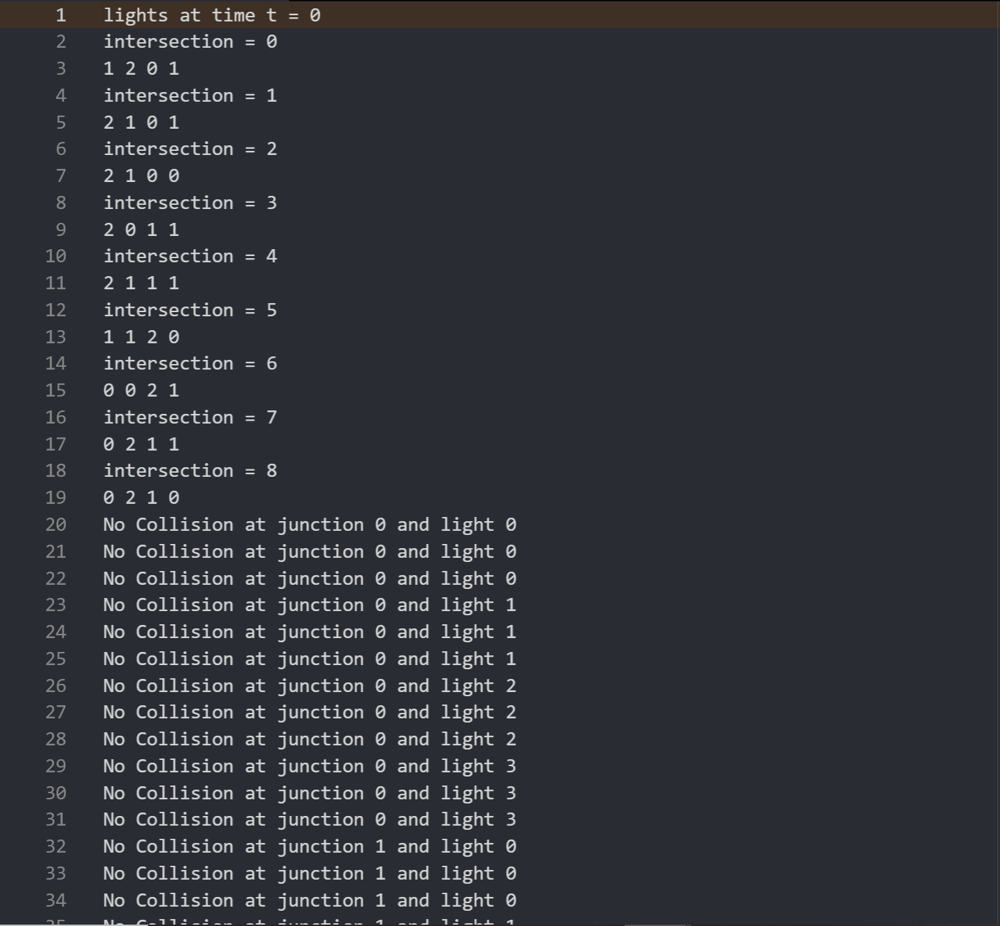 1 lights at time t = 0
2 intersection = 0
3 1 2 0 1
4 intersection = 1
5 2 1 0 1
6 intersection = 2
7 2 1 0 0
8 intersection = 3
9 2 0 1 1
10 intersection = 4
11 2 1 1 1
12 intersection = 5
13 1 1 2 0
14 intersection = 6
15 0 0 2 1
16 intersection = 7
17 0 2 1 1
18 intersection = 8
19 0 2 1 0
20 No Collision at junction 0 and light 0
21 No Collision at junction 0 and light 0
22 No Collision at junction 0 and light 0
23 No Collision at junction 0 and light 1
24 No Collision at junction 0 and light 1
25 No Collision at junction 0 and light 1
26 No Collision at junction 0 and light 2
27 No Collision at junction 0 and light 2
28 No Collision at junction 0 and light 2
29 No Collision at junction 0 and light 3
30 No Collision at junction 0 and light 3
31 No Collision at junction 0 and light 3
32 No Collision at junction 1 and light 0
33 No Collision at junction 1 and light 0
34 No Collision at junction 1 and light 0
35 No Collision at junction 1 and light 1